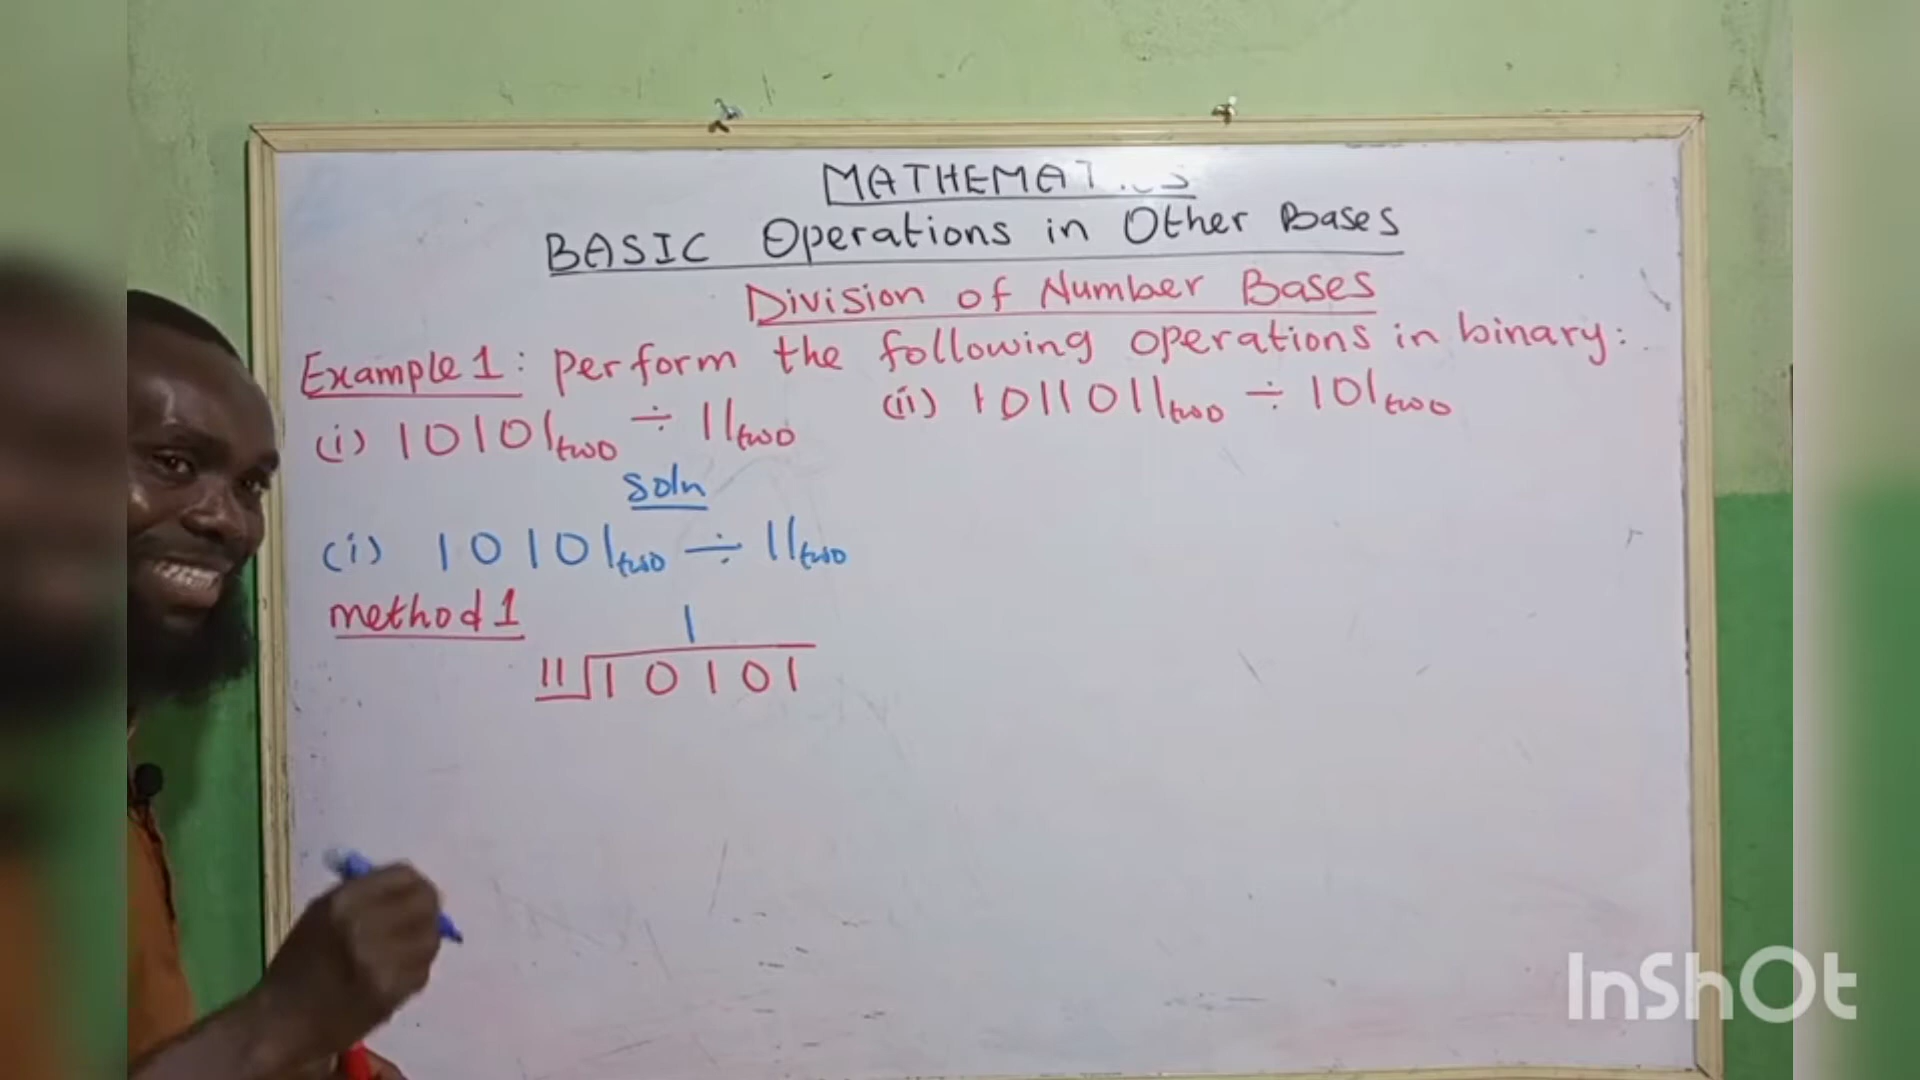 MATHEMATICS
BASIC Operations in Other Bases
Division of Number Bases
Example 1: perform the following operations in binary:
(i) 10101two ÷ 11two (ii) 1011011two ÷ 101two
soln
(i) 10101two ÷ 11two
method 1
1
11 10101
InShOt